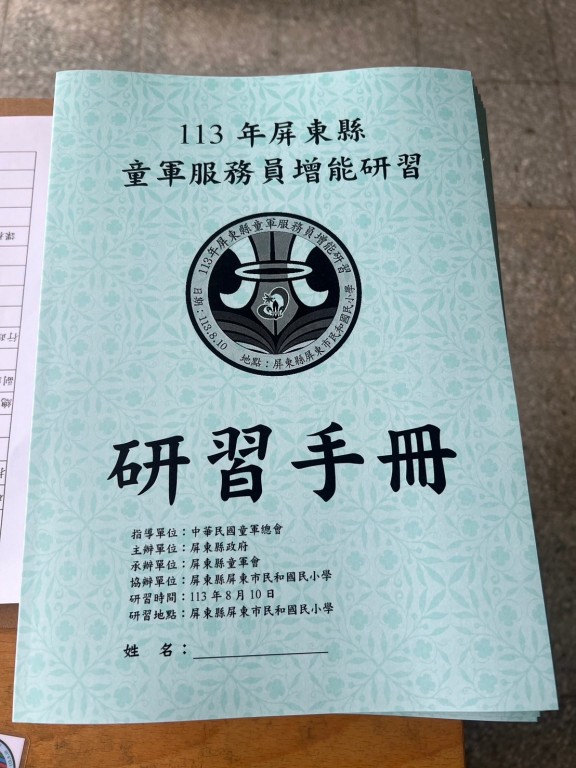 113 年屏東縣
童軍服務員增能研習
113年屏東縣童軍服務員增能研習
日期：113.8.10
地點：屏東縣屏東市民和國民小學
研習手冊
指導單位：中華民國童軍總會
主辦單位：屏東縣政府
承辦單位：屏東縣童軍會
協辦單位：屏東縣屏東市民和國民小學
研習時間：113 年 8 月 10 日
研習地點：屏東縣屏東市民和國民小學
姓 名：